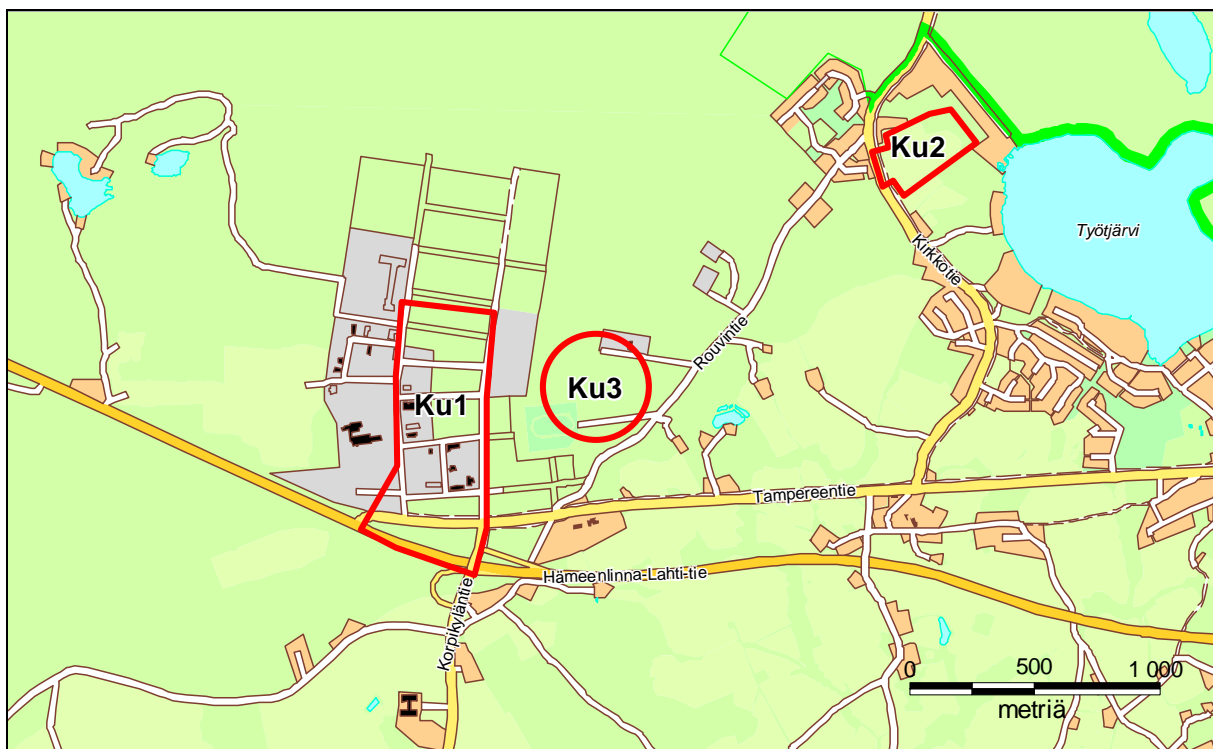 Ku2
Työtjärvi
Kirkkotie
Rouvintie
Ku3
Ku1
Tampereentie
Hämeenlinna-Lahti-tie
Korpikyläntie
0 500 1 000
metriä